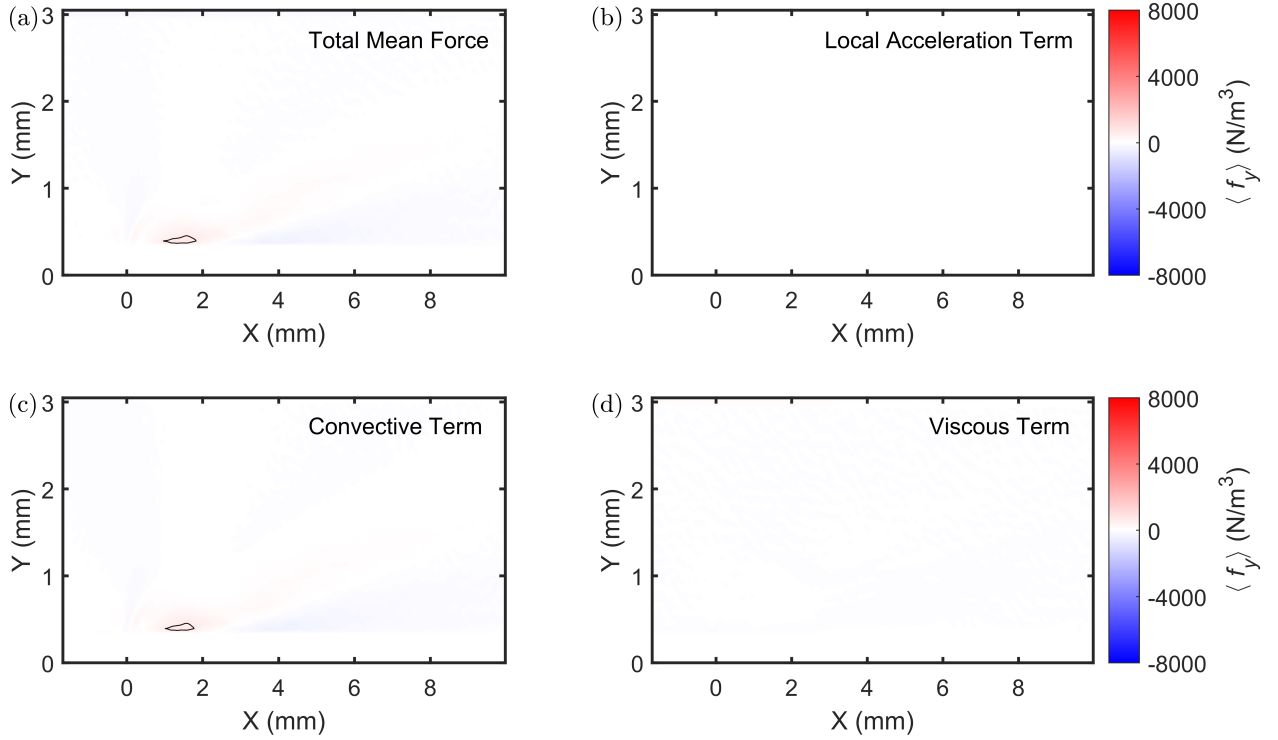 (a)
Total Mean Force
3
2
1
0
Y (mm)
0 2 4 6 8
X (mm)
(b)
Local Acceleration Term
3
2
1
0
Y (mm)
0 2 4 6 8
X (mm)
8000
4000
0
-4000
-8000
⟨ f_y⟩ (N/m³)
(c)
Convective Term
3
2
1
0
Y (mm)
0 2 4 6 8
X (mm)
(d)
Viscous Term
3
2
1
0
Y (mm)
0 2 4 6 8
X (mm)
8000
4000
0
-4000
-8000
⟨ f_y⟩ (N/m³)